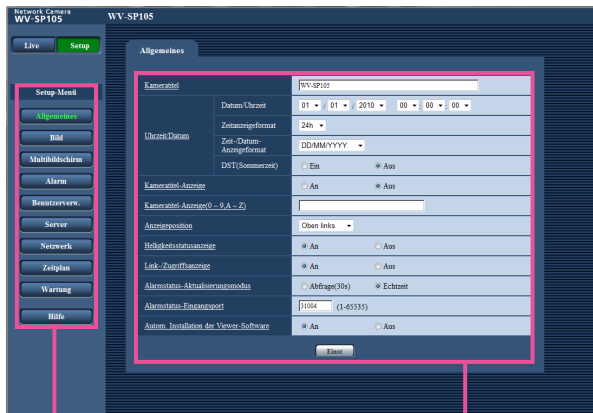 Network Camera
WV-SP105
WV-SP105
Live Setup
Allgemeines
Setup-Menü
Allgemeines
Bild
Multibildschirm
Alarm
Benutzerverw.
Server
Netzwerk
Zeitplan
Wartung
Hilfe
Kameratitel WV-SP105
Uhrzeit/Datum
Datum/Uhrzeit 01 / 01 / 2010 00 : 00 : 00
Zeitanzeigeformat 24h
Zeit-/Datum-
Anzeigeformat DD/MM/YYYY
DST(Sommerzeit) Ein Aus
Kameratitel-Anzeige An Aus
Kameratitel-Anzeige(0 – 9,A – Z)
Anzeigeposition Oben links
Helligkeitsstatusanzeige An Aus
Link-/Zugriffsanzeige An Aus
Alarmstatus-Aktualisierungsmodus Abfrage(30s) Echtzeit
Alarmstatus-Eingangsport 31004 (1-65535)
Autom. Installation der Viewer-Software An Aus
Einst